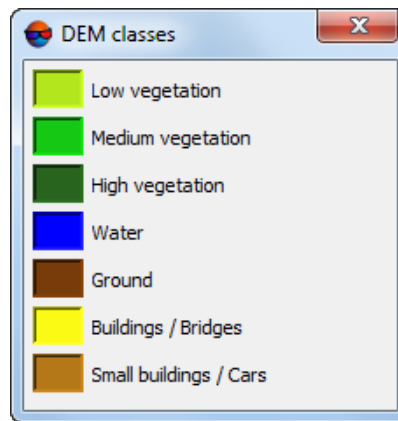 DEM classes
Low vegetation
Medium vegetation
High vegetation
Water
Ground
Buildings / Bridges
Small buildings / Cars